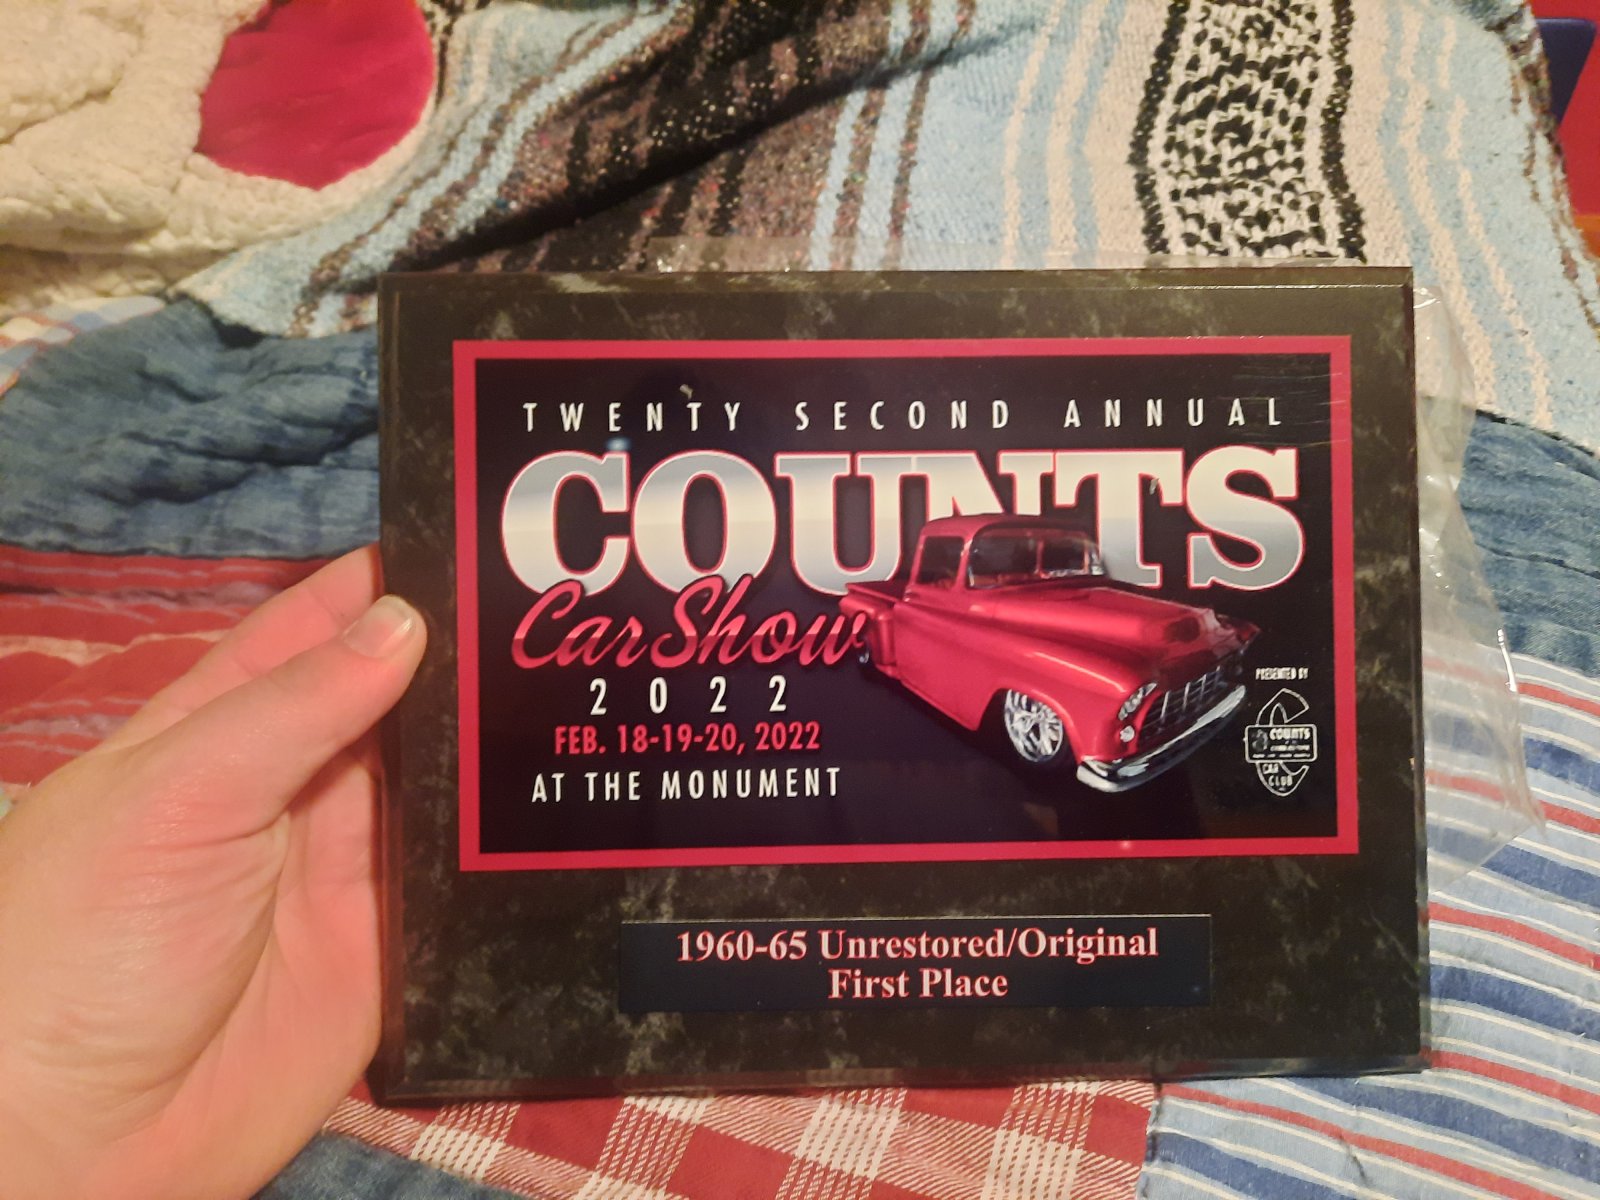 TWENTY SECOND ANNUAL
COUNTS
Car Show
2022
FEB. 18-19-20, 2022
AT THE MONUMENT
PRESENTED BY
COUNTS
CAR
CLUB
1960-65 Unrestored/Original
First Place